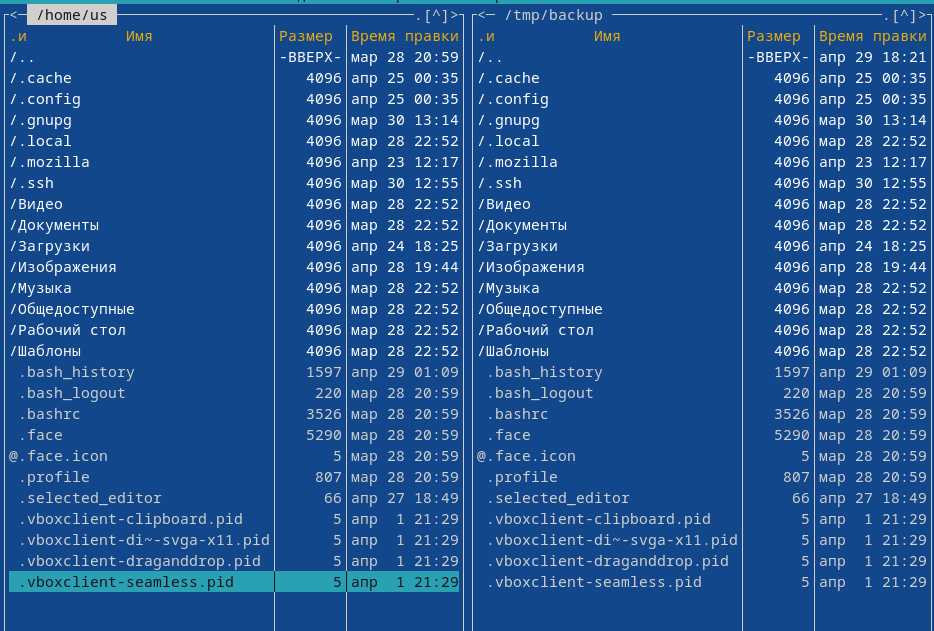 <─ /home/us ─.[^]>
.и Имя Размер Время правки
/.. -ВВЕРХ- мар 28 20:59
/.cache 4096 апр 25 00:35
/.config 4096 апр 25 00:35
/.gnupg 4096 мар 30 13:14
/.local 4096 мар 28 22:52
/.mozilla 4096 апр 23 12:17
/.ssh 4096 мар 30 12:55
/Видео 4096 мар 28 22:52
/Документы 4096 мар 28 22:52
/Загрузки 4096 апр 24 18:25
/Изображения 4096 апр 28 19:44
/Музыка 4096 мар 28 22:52
/Общедоступные 4096 мар 28 22:52
/Рабочий стол 4096 мар 28 22:52
/Шаблоны 4096 мар 28 22:52
.bash_history 1597 апр 29 01:09
.bash_logout 220 мар 28 20:59
.bashrc 3526 мар 28 20:59
.face 5290 мар 28 20:59
@.face.icon 5 мар 28 20:59
.profile 807 мар 28 20:59
.selected_editor 66 апр 27 18:49
.vboxclient-clipboard.pid 5 апр 1 21:29
.vboxclient-di~-svga-x11.pid 5 апр 1 21:29
.vboxclient-draganddrop.pid 5 апр 1 21:29
.vboxclient-seamless.pid 5 апр 1 21:29
<─ /tmp/backup ─.[^]>
.и Имя Размер Время правки
/.. -ВВЕРХ- апр 29 18:21
/.cache 4096 апр 25 00:35
/.config 4096 апр 25 00:35
/.gnupg 4096 мар 30 13:14
/.local 4096 мар 28 22:52
/.mozilla 4096 апр 23 12:17
/.ssh 4096 мар 30 12:55
/Видео 4096 мар 28 22:52
/Документы 4096 мар 28 22:52
/Загрузки 4096 апр 24 18:25
/Изображения 4096 апр 28 19:44
/Музыка 4096 мар 28 22:52
/Общедоступные 4096 мар 28 22:52
/Рабочий стол 4096 мар 28 22:52
/Шаблоны 4096 мар 28 22:52
.bash_history 1597 апр 29 01:09
.bash_logout 220 мар 28 20:59
.bashrc 3526 мар 28 20:59
.face 5290 мар 28 20:59
@.face.icon 5 мар 28 20:59
.profile 807 мар 28 20:59
.selected_editor 66 апр 27 18:49
.vboxclient-clipboard.pid 5 апр 1 21:29
.vboxclient-di~-svga-x11.pid 5 апр 1 21:29
.vboxclient-draganddrop.pid 5 апр 1 21:29
.vboxclient-seamless.pid 5 апр 1 21:29